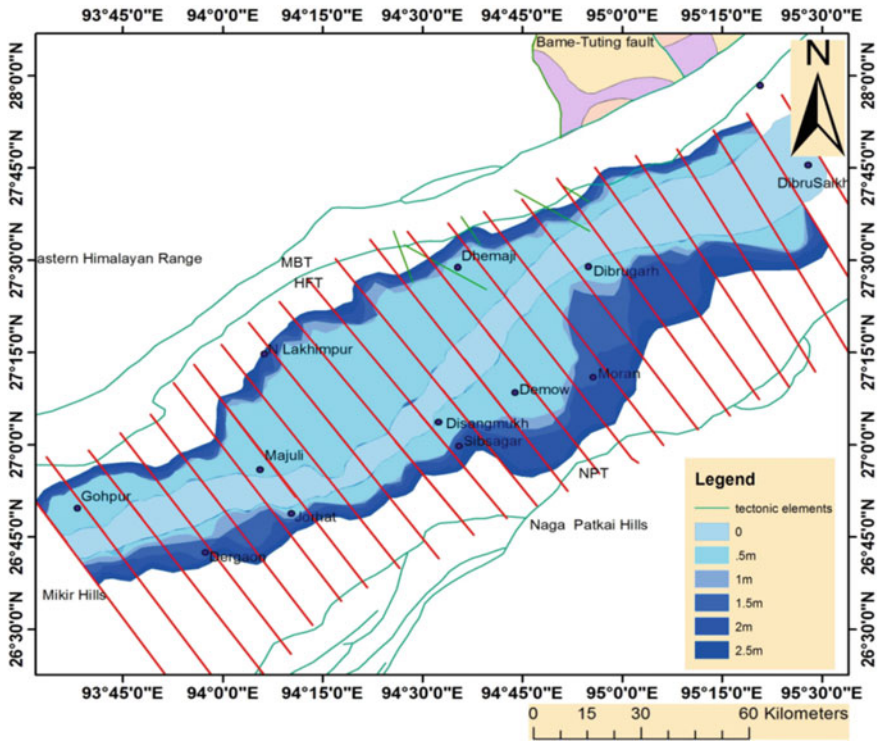 93°45'0"E 94°0'0"E 94°15'0"E 94°30'0"E 94°45'0"E 95°0'0"E 95°15'0"E 95°30'0"E
Bame-Tuting fault
N
28°0'0"N
28°0'0"N
27°45'0"N
27°45'0"N
DibruSaikh
27°30'0"N
27°30'0"N
astern Himalayan Range
MBT
HFT
Dhemaji
Dibrugarh
27°15'0"N
27°15'0"N
N Lakhimpur
Moran
Demow
Disangmukh
27°0'0"N
27°0'0"N
Sibsagar
Majuli
NPT
Gohpur
Jorhat
Naga Patkai Hills
26°45'0"N
26°45'0"N
Dergaon
Mikir Hills
26°30'0"N
26°30'0"N
Legend
tectonic elements
0
.5m
1m
1.5m
2m
2.5m
93°45'0"E 94°0'0"E 94°15'0"E 94°30'0"E 94°45'0"E 95°0'0"E 95°15'0"E 95°30'0"E
0 15 30 60 Kilometers